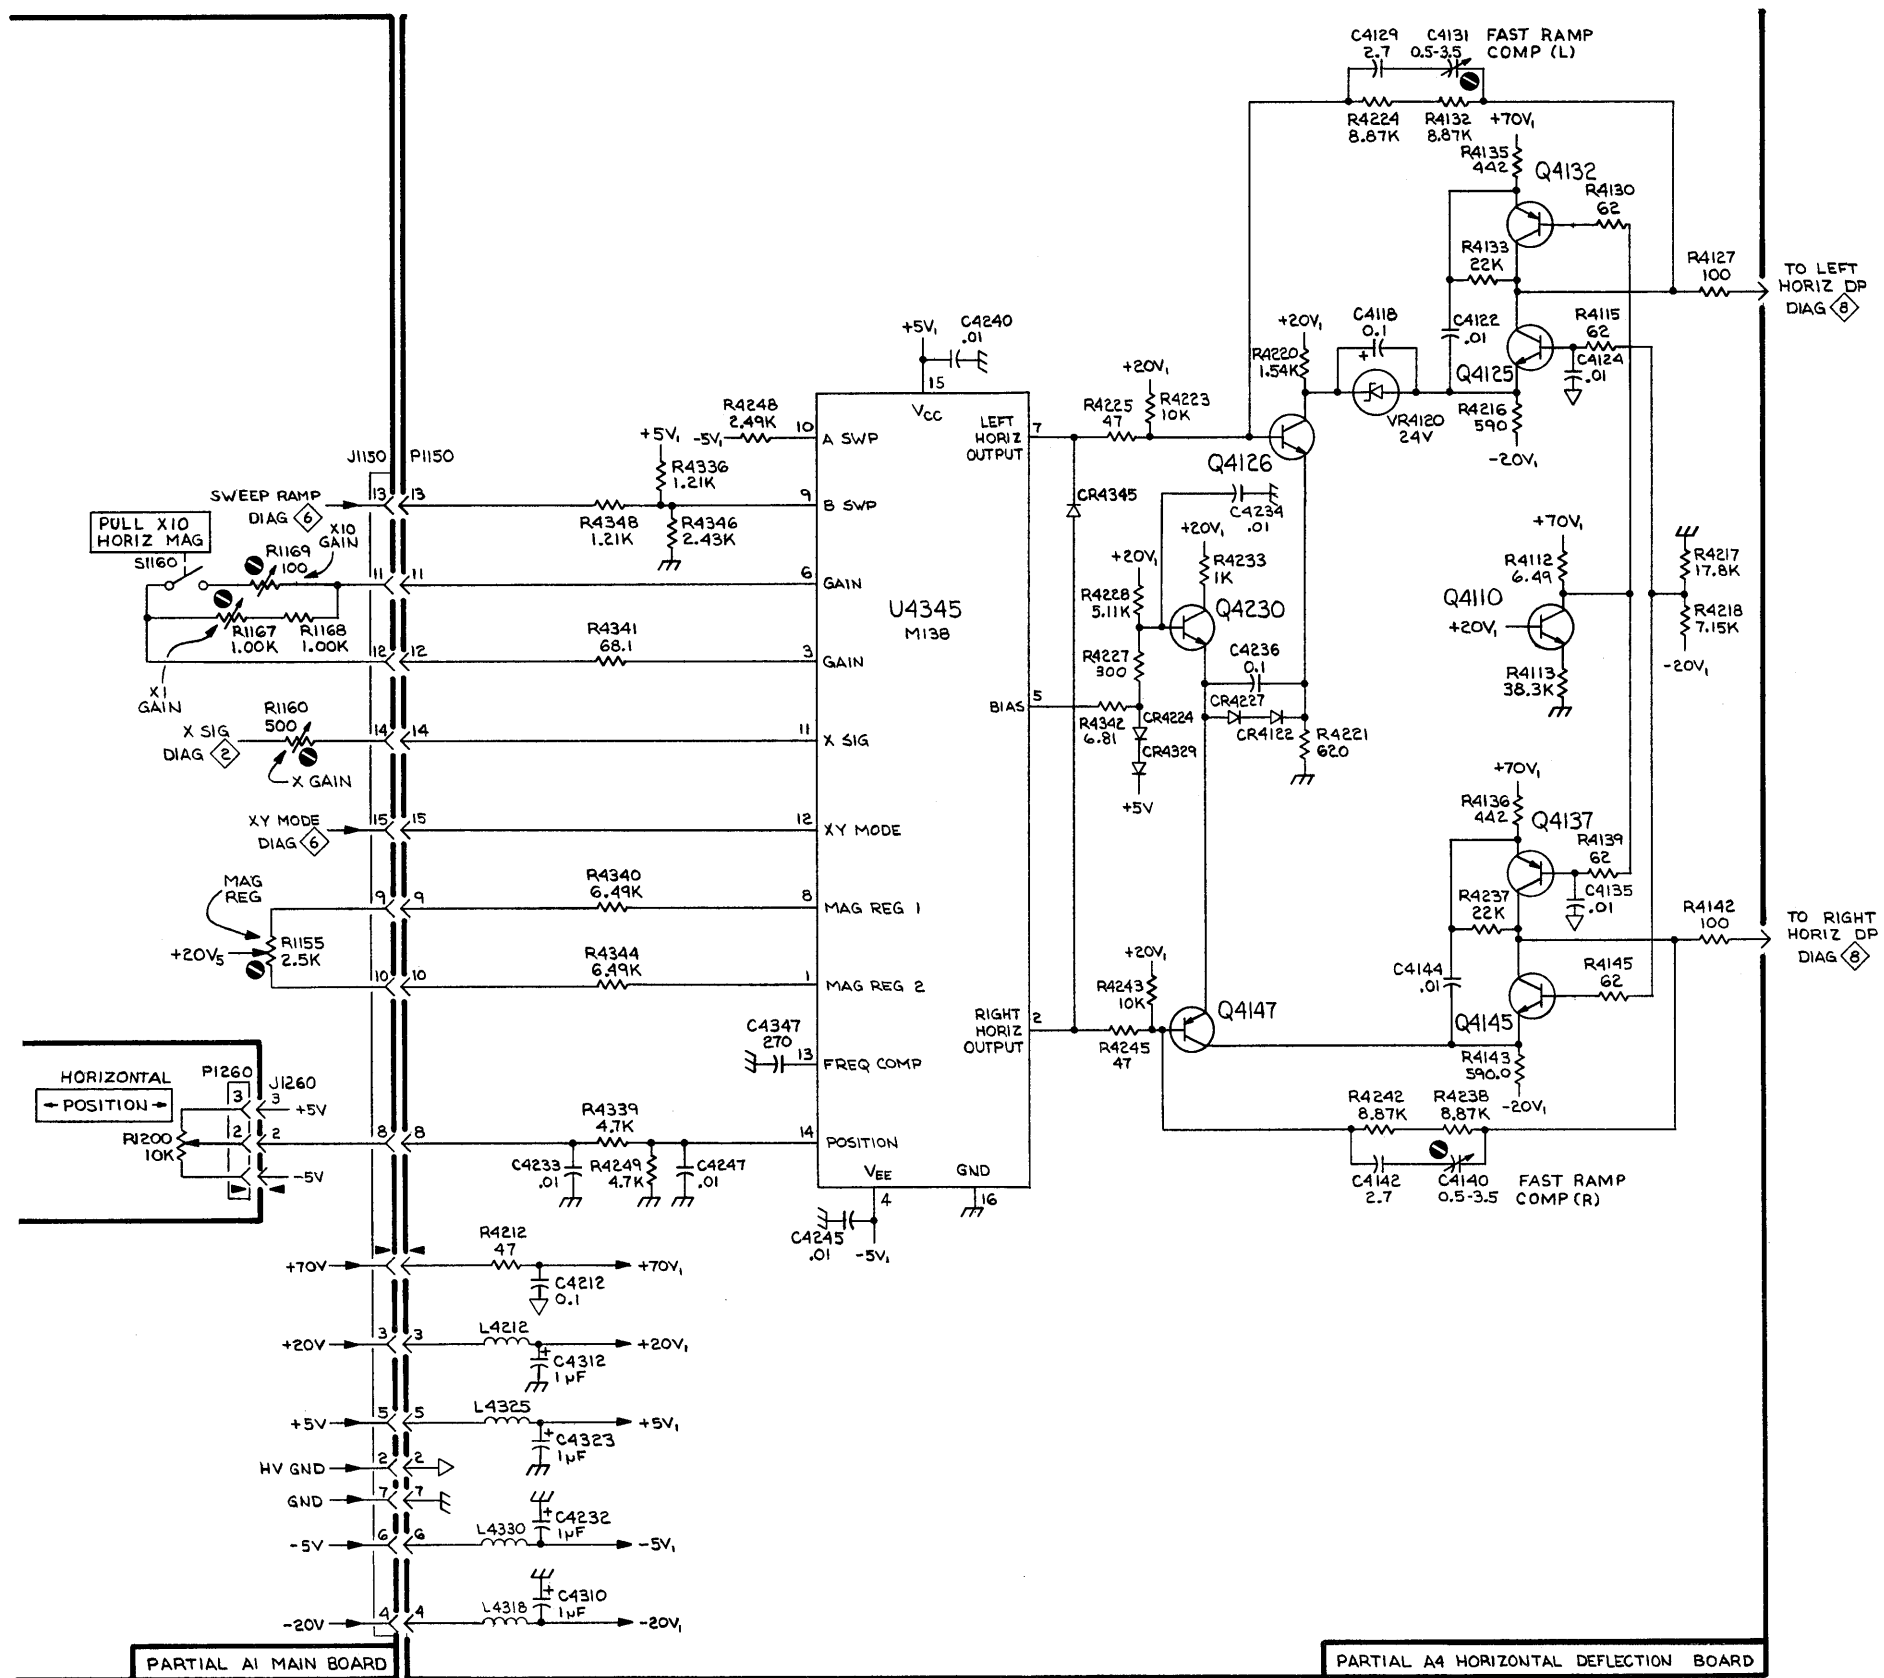 C4129
2.7
C4131
0.5-3.5
FAST RAMP
COMP (L)
R4224
8.87K
R4132
8.87K
+70V1
R4135
442
Q4132
R4130
62
R4133
22K
R4127
100
TO LEFT
HORIZ DP
DIAG 8
C4122
.01
R4115
62
C4124
.01
Q4125
R4216
590
-20V1
+20V1
R4220
1.54K
C4118
0.1
+
VR4120
24V
+5V1
C4240
.01
15
VCC
R4248
2.49K
-5V1
10
A SWP
LEFT
HORIZ
OUTPUT
7
R4225
47
+20V1
R4223
10K
Q4126
J1150
P1150
+5V1
R4336
1.21K
SWEEP RAMP
DIAG 6
13
13
R4348
1.21K
R4346
2.43K
9
B SWP
CR4345
C4234
.01
PULL X10
HORIZ MAG
S1160
R1169
100
X10
GAIN
11
11
6
GAIN
R1167
1.00K
R1168
1.00K
X1
GAIN
12
12
R4341
68.1
3
GAIN
U4345
M138
+20V1
R4233
1K
+20V1
R4228
5.11K
Q4230
R4227
300
C4236
0.1
BIAS
5
R4342
6.81
CR4224
CR4329
+5V
CR4227
CR4122
R4221
620
+70V1
R4112
6.49
Q4110
+20V1
R4113
38.3K
R4217
17.8K
R4218
7.15K
-20V1
X SIG
DIAG 2
R1160
500
X GAIN
14
14
11
X SIG
XY MODE
DIAG 6
15
15
12
XY MODE
MAG
REG
+20V5
R1155
2.5K
9
9
R4340
6.49K
8
MAG REG 1
10
10
R4344
6.49K
1
MAG REG 2
+70V1
R4136
442
Q4137
R4139
62
C4135
.01
R4237
22K
R4142
100
TO RIGHT
HORIZ DP
DIAG 8
C4144
.01
R4145
62
Q4145
R4143
590.0
-20V1
RIGHT
HORIZ
OUTPUT
2
+20V1
R4243
10K
R4245
47
Q4147
R4242
8.87K
R4238
8.87K
C4142
2.7
C4140
0.5-3.5
FAST RAMP
COMP (R)
C4347
270
13
FREQ COMP
HORIZONTAL
POSITION
P1260
J1260
3
3
+5V
R1200
10K
2
2
-5V
8
8
R4339
4.7K
C4233
.01
R4249
4.7K
C4247
.01
14
POSITION
VEE
4
GND
16
C4245
.01
-5V1
+70V
R4212
47
+70V1
C4212
0.1
+20V
3
3
L4212
+20V1
+
C4312
1µF
+5V
5
5
L4325
+5V1
+
C4323
1µF
HV GND
2
2
GND
7
7
+
C4232
1µF
-5V
6
6
L4330
-5V1
+
C4310
1µF
-20V
4
4
L4318
-20V1
PARTIAL A1 MAIN BOARD
PARTIAL A4 HORIZONTAL DEFLECTION BOARD